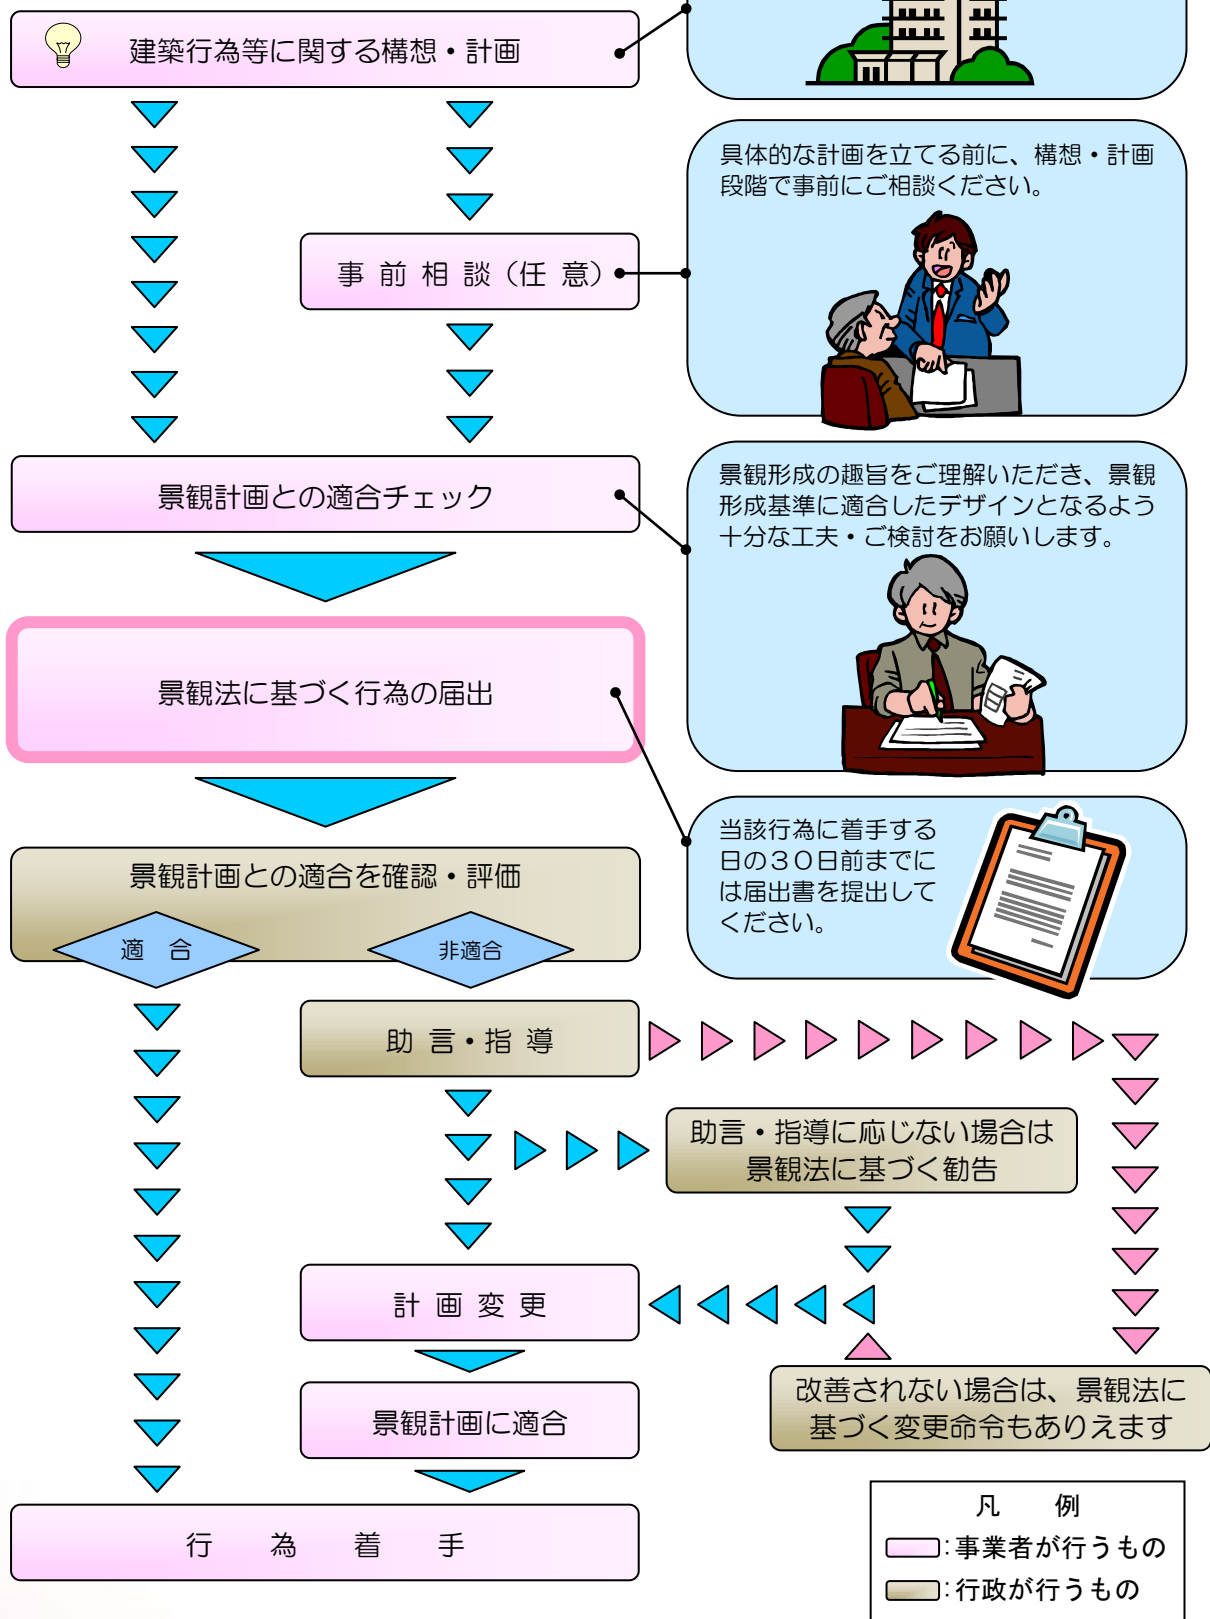 建築行為等に関する構想・計画
具体的な計画を立てる前に、構想・計画
段階で事前にご相談ください。
事前相談（任意）
景観計画との適合チェック
景観形成の趣旨をご理解いただき、景観
形成基準に適合したデザインとなるよう
十分な工夫・ご検討をお願いします。
景観法に基づく行為の届出
当該行為に着手する
日の３０日前までに
は届出書を提出して
ください。
景観計画との適合を確認・評価
適　合
非適合
助言・指導
助言・指導に応じない場合は
景観法に基づく勧告
計画変更
改善されない場合は、景観法に
基づく変更命令もありえます
景観計画に適合
行為着手
凡　例
：事業者が行うもの
：行政が行うもの